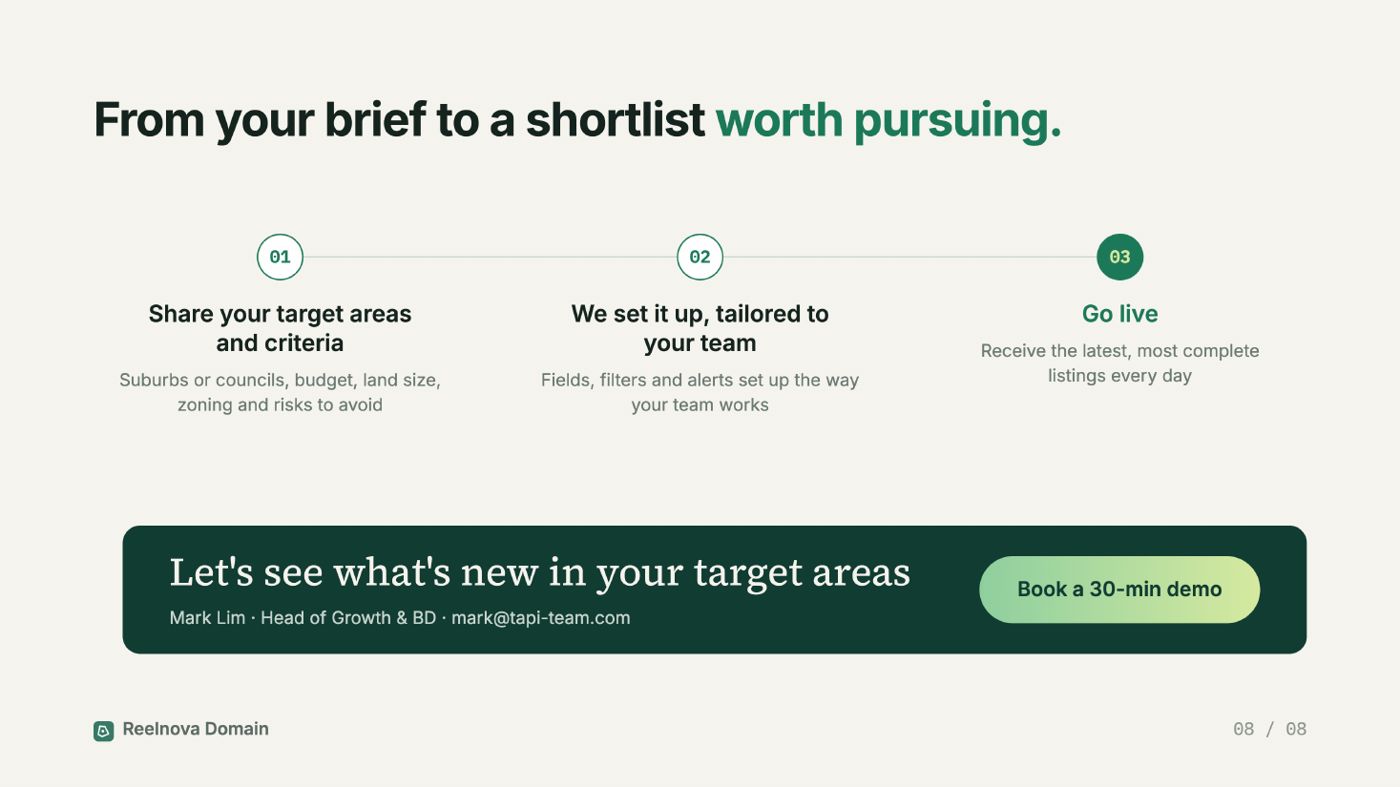 From your brief to a shortlist worth pursuing.
01
Share your target areas
and criteria
Suburbs or councils, budget, land size,
zoning and risks to avoid
02
We set it up, tailored to
your team
Fields, filters and alerts set up the way
your team works
03
Go live
Receive the latest, most complete
listings every day
Let's see what's new in your target areas
Mark Lim · Head of Growth & BD · mark@tapi-team.com
Book a 30-min demo
Reelnova Domain
08 / 08